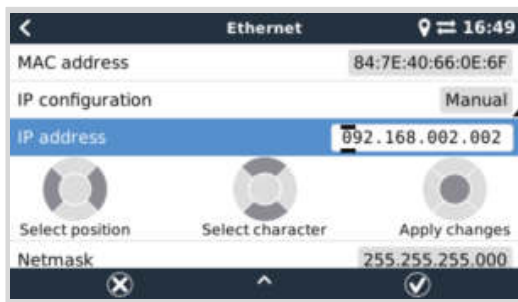 Ethernet 16:49
MAC address 84:7E:40:66:0E:6F
IP configuration Manual
IP address 092.168.002.002
Select position Select character Apply changes
Netmask 255.255.255.000